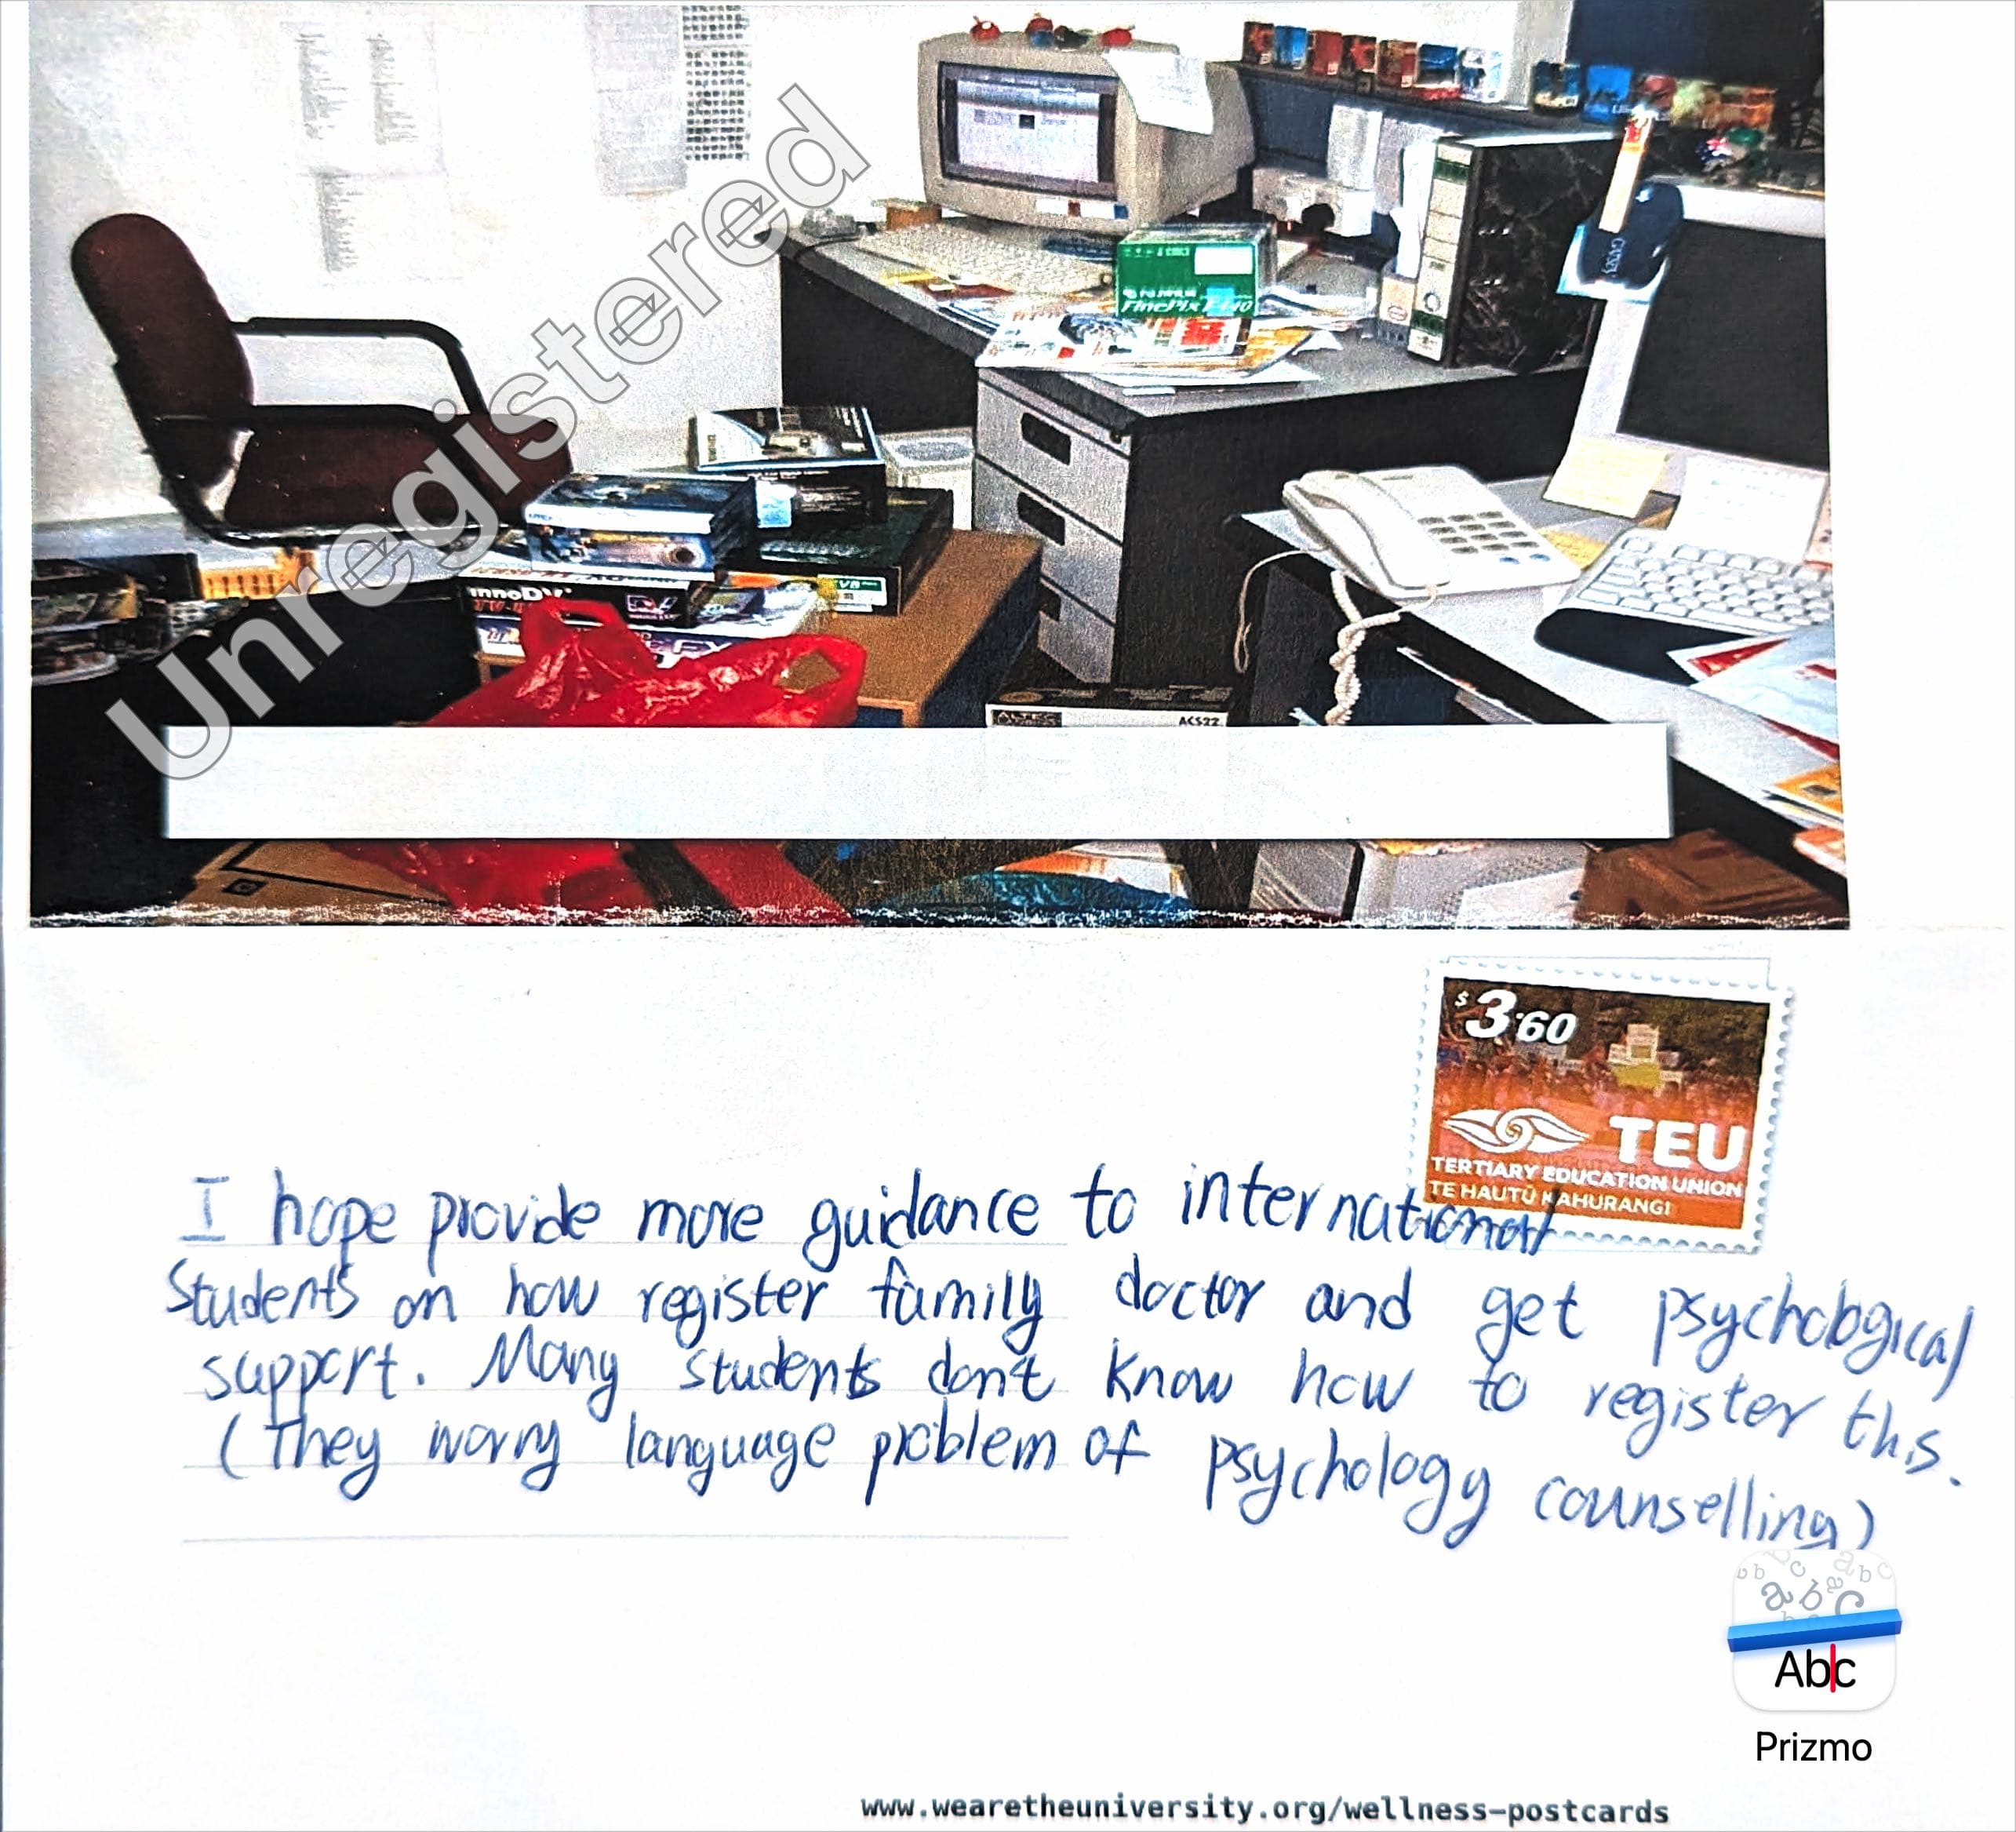 Unregistered
FinePix
InnoDV
ALTEC
ACS22
$3.60
TEU
TERTIARY EDUCATION UNION
TE HAUTŪ KAHURANGI
I hope provide more guidance to international
Students on how register family doctor and get psychological
support. Many students don't know how to register this.
(They worry language problem of psychology counselling)
Abc
Prizmo
www.wearetheuniversity.org/wellness-postcards